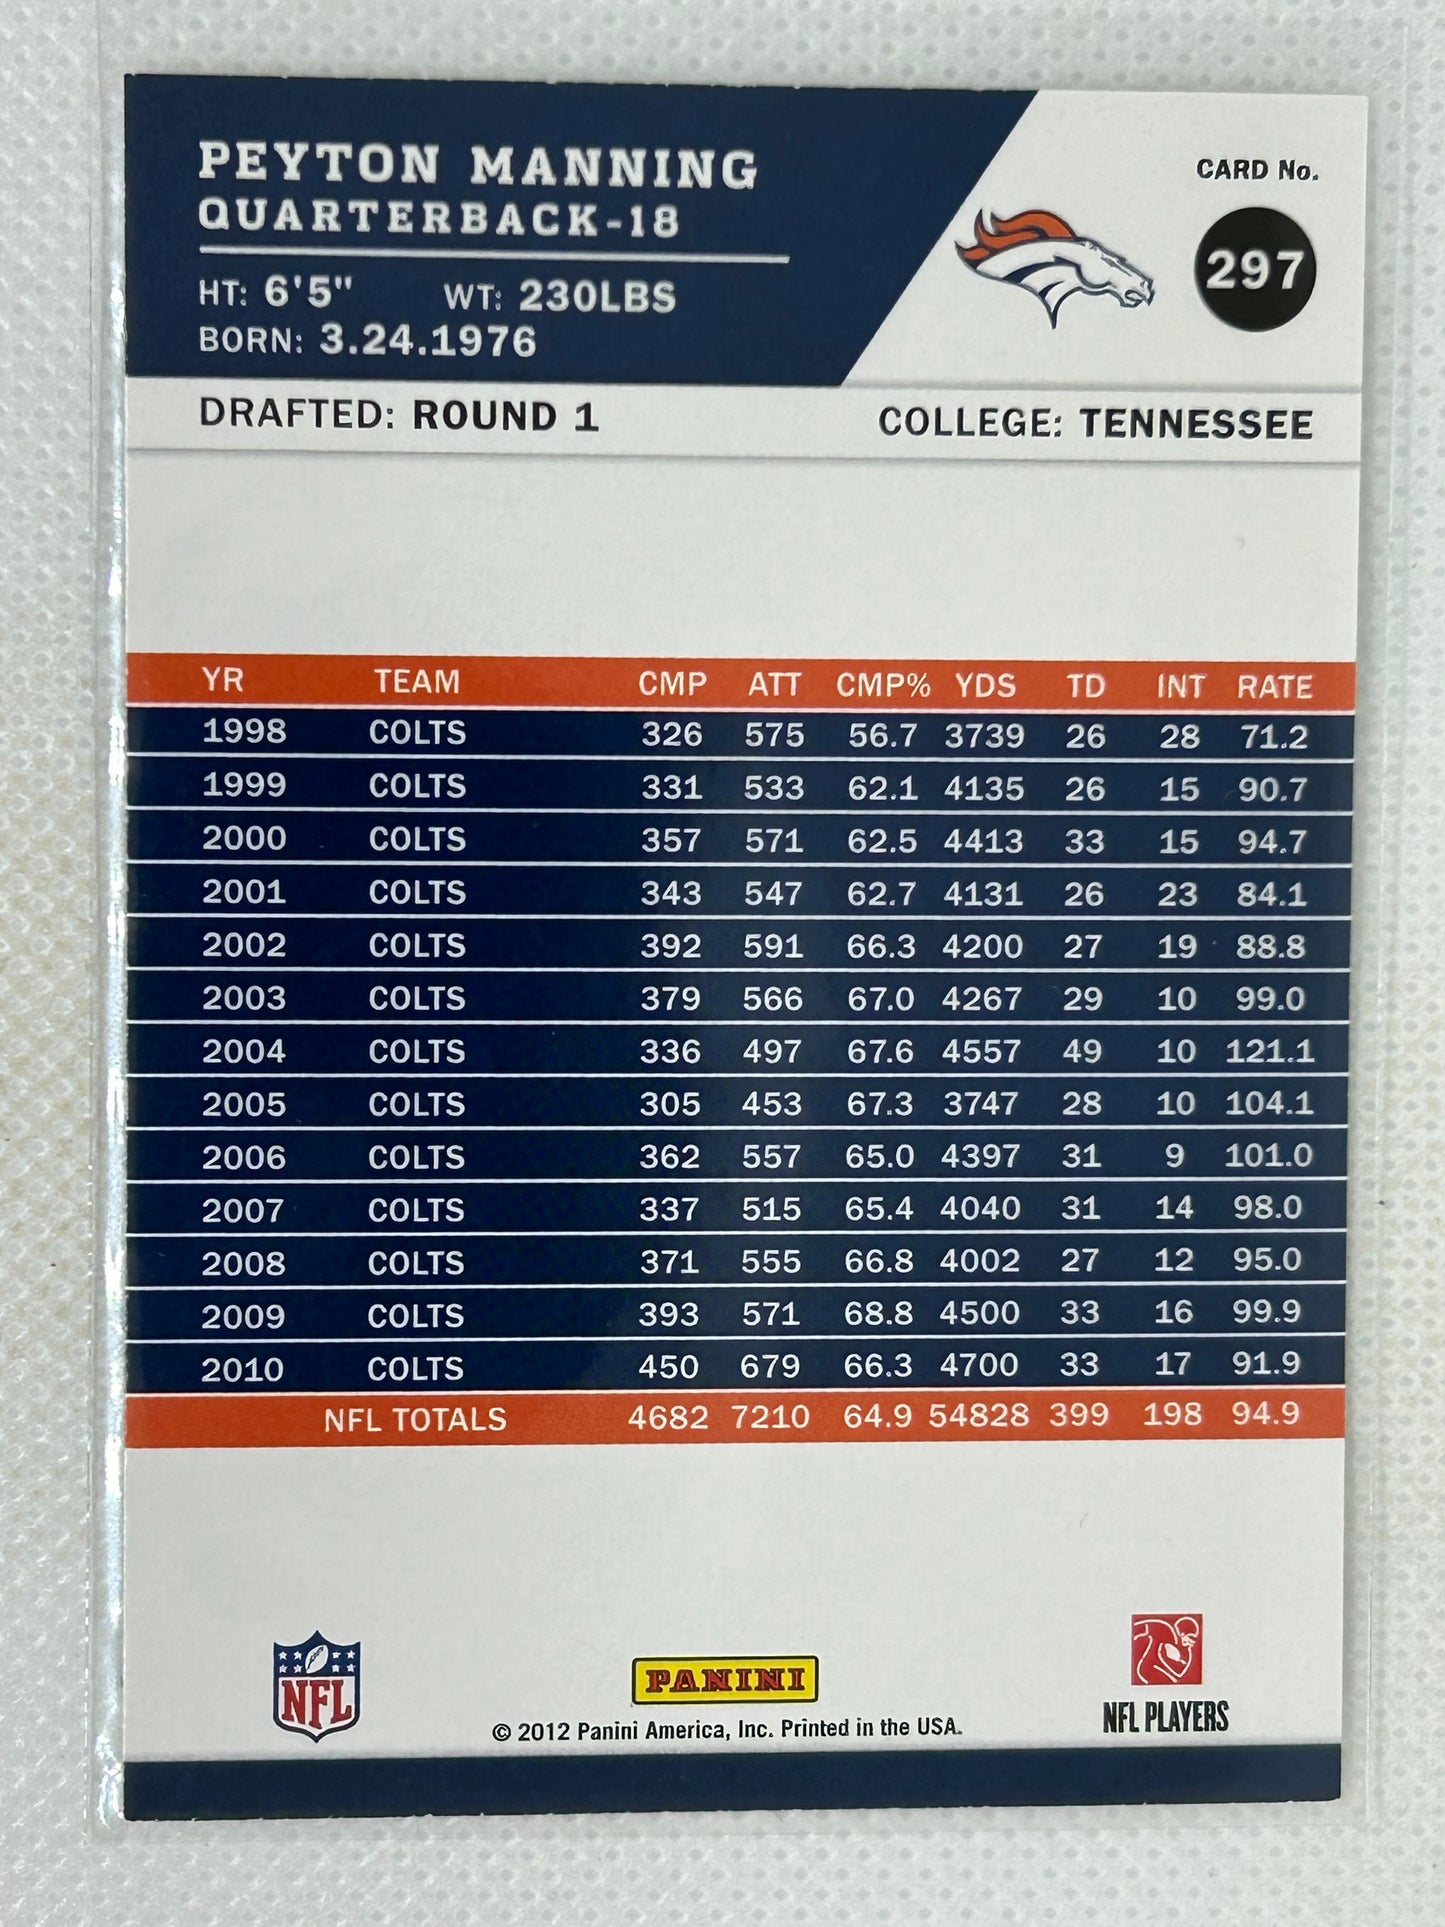 PEYTON MANNING
CARD No.
QUARTERBACK-18
297
HT: 6'5" WT: 230LBS
BORN: 3.24.1976
DRAFTED: ROUND 1 COLLEGE: TENNESSEE
YR TEAM CMP ATT CMP% YDS TD INT RATE
1998 COLTS 326 575 56.7 3739 26 28 71.2
1999 COLTS 331 533 62.1 4135 26 15 90.7
2000 COLTS 357 571 62.5 4413 33 15 94.7
2001 COLTS 343 547 62.7 4131 26 23 84.1
2002 COLTS 392 591 66.3 4200 27 19 88.8
2003 COLTS 379 566 67.0 4267 29 10 99.0
2004 COLTS 336 497 67.6 4557 49 10 121.1
2005 COLTS 305 453 67.3 3747 28 10 104.1
2006 COLTS 362 557 65.0 4397 31 9 101.0
2007 COLTS 337 515 65.4 4040 31 14 98.0
2008 COLTS 371 555 66.8 4002 27 12 95.0
2009 COLTS 393 571 68.8 4500 33 16 99.9
2010 COLTS 450 679 66.3 4700 33 17 91.9
NFL TOTALS 4682 7210 64.9 54828 399 198 94.9
NFL
PANINI
NFL PLAYERS
© 2012 Panini America, Inc. Printed in the USA.